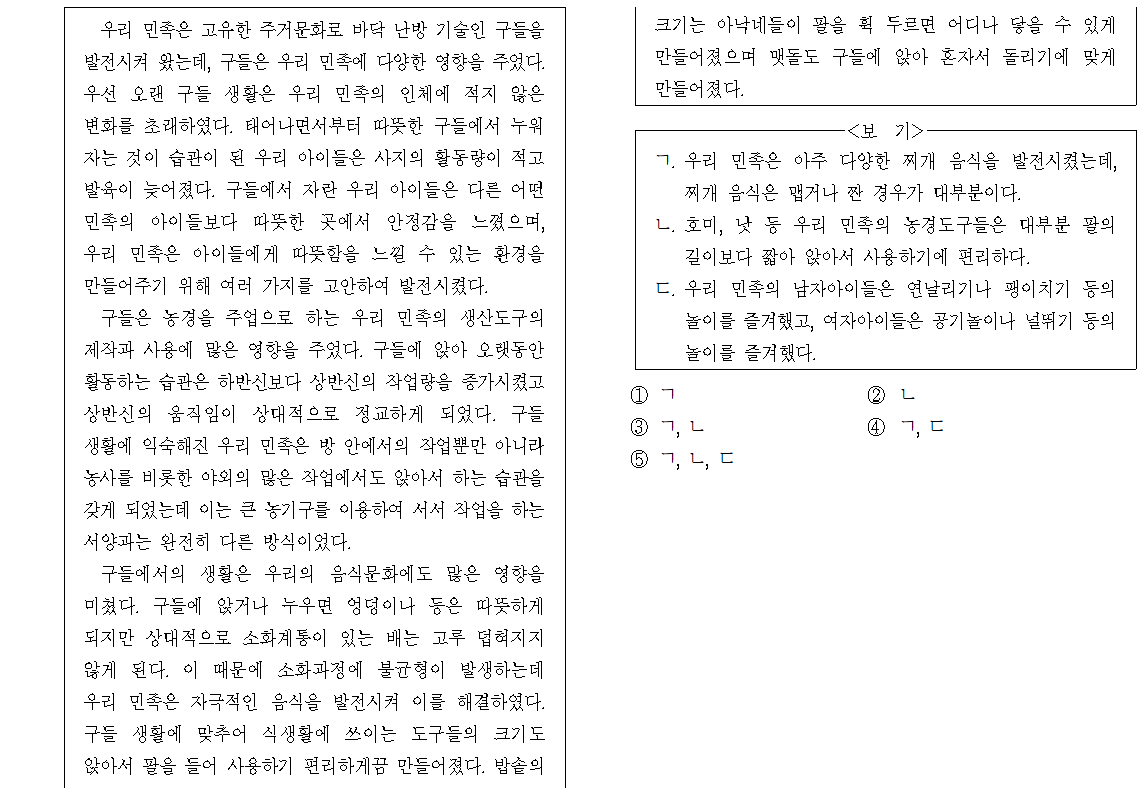 우리 민족은 고유한 주거문화로 바닥 난방 기술인 구들을
발전시켜 왔는데, 구들은 우리 민족에 다양한 영향을 주었다.
우선 오랜 구들 생활은 우리 민족의 인체에 적지 않은
변화를 초래하였다. 태어나면서부터 따뜻한 구들에서 누워
자는 것이 습관이 된 우리 아이들은 사지의 활동량이 적고
발육이 늦어졌다. 구들에서 자란 우리 아이들은 다른 어떤
민족의 아이들보다 따뜻한 곳에서 안정감을 느꼈으며,
우리 민족은 아이들에게 따뜻함을 느낄 수 있는 환경을
만들어주기 위해 여러 가지를 고안하여 발전시켰다.
구들은 농경을 주업으로 하는 우리 민족의 생산도구의
제작과 사용에 많은 영향을 주었다. 구들에 앉아 오랫동안
활동하는 습관은 하반신보다 상반신의 작업량을 증가시켰고
상반신의 움직임이 상대적으로 정교하게 되었다. 구들
생활에 익숙해진 우리 민족은 방 안에서의 작업뿐만 아니라
농사를 비롯한 야외의 많은 작업에서도 앉아서 하는 습관을
갖게 되었는데 이는 큰 농기구를 이용하여 서서 작업을 하는
서양과는 완전히 다른 방식이었다.
구들에서의 생활은 우리의 음식문화에도 많은 영향을
미쳤다. 구들에 앉거나 누우면 엉덩이나 등은 따뜻하게
되지만 상대적으로 소화계통이 있는 배는 고루 덥혀지지
않게 된다. 이 때문에 소화과정에 불균형이 발생하는데
우리 민족은 자극적인 음식을 발전시켜 이를 해결하였다.
구들 생활에 맞추어 식생활에 쓰이는 도구들의 크기도
앉아서 팔을 들어 사용하기 편리하게끔 만들어졌다. 밥솥의
크기는 아낙네들이 팔을 휙 두르면 어디나 닿을 수 있게
만들어졌으며 맷돌도 구들에 앉아 혼자서 돌리기에 맞게
만들어졌다.
<보 기>
ㄱ. 우리 민족은 아주 다양한 찌개 음식을 발전시켰는데,
찌개 음식은 맵거나 짠 경우가 대부분이다.
ㄴ. 호미, 낫 등 우리 민족의 농경도구들은 대부분 팔의
길이보다 짧아 앉아서 사용하기에 편리하다.
ㄷ. 우리 민족의 남자아이들은 연날리기나 팽이치기 등의
놀이를 즐겨했고, 여자아이들은 공기놀이나 널뛰기 등의
놀이를 즐겨했다.
① ㄱ ② ㄴ
③ ㄱ, ㄴ ④ ㄱ, ㄷ
⑤ ㄱ, ㄴ, ㄷ